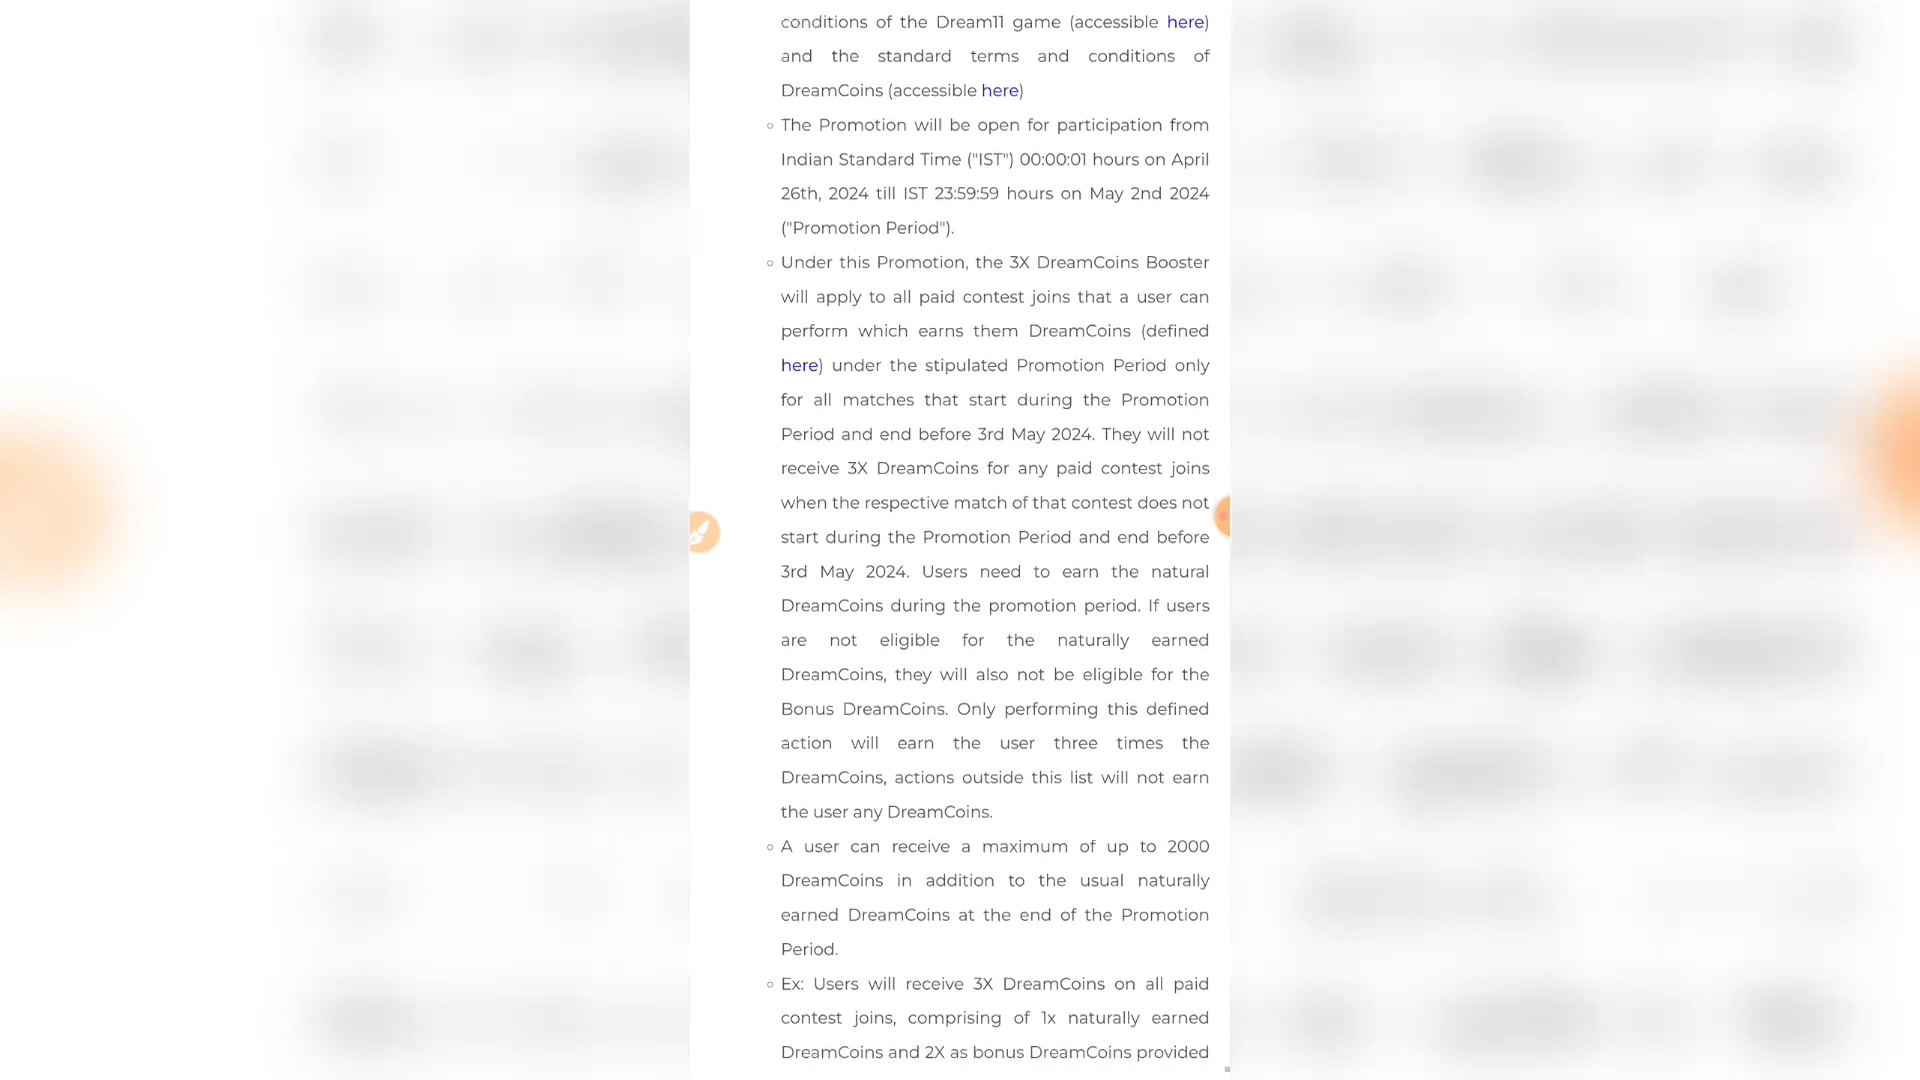 conditions of the Dream11 game (accessible here)
and the standard terms and conditions of
DreamCoins (accessible here)
The Promotion will be open for participation from
Indian Standard Time ("IST") 00:00:01 hours on April
26th, 2024 till IST 23:59:59 hours on May 2nd 2024
("Promotion Period").
Under this Promotion, the 3X DreamCoins Booster
will apply to all paid contest joins that a user can
perform which earns them DreamCoins (defined
here) under the stipulated Promotion Period only
for all matches that start during the Promotion
Period and end before 3rd May 2024. They will not
receive 3X DreamCoins for any paid contest joins
when the respective match of that contest does not
start during the Promotion Period and end before
3rd May 2024. Users need to earn the natural
DreamCoins during the promotion period. If users
are not eligible for the naturally earned
DreamCoins, they will also not be eligible for the
Bonus DreamCoins. Only performing this defined
action will earn the user three times the
DreamCoins, actions outside this list will not earn
the user any DreamCoins.
A user can receive a maximum of up to 2000
DreamCoins in addition to the usual naturally
earned DreamCoins at the end of the Promotion
Period.
Ex: Users will receive 3X DreamCoins on all paid
contest joins, comprising of 1x naturally earned
DreamCoins and 2X as bonus DreamCoins provided